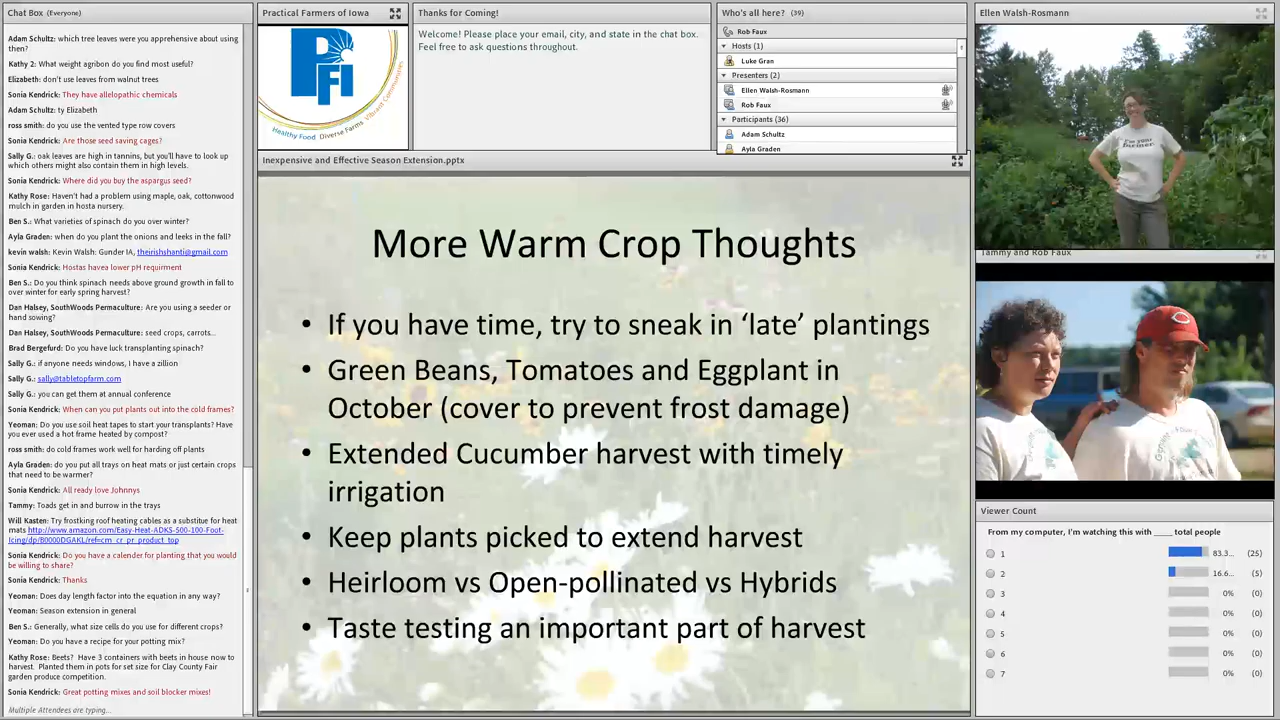 Chat Box (Everyone)
Adam Schultz: which tree leaves were you apprehensive about using
then?
Kathy 2: What weight agribon do you find most useful?
Elizabeth: don't use leaves from walnut trees
Sonia Kendrick: They have allelopathic chemicals
Adam Schultz: ty Elizabeth
ross smith: do you use the vented type row covers
Sonia Kendrick: Are those seed saving cages?
Sally G.: oak leaves are high in tannins, but you'll have to look up
which others might also contain them in high levels.
Sonia Kendrick: Where did you buy the aspargus seed?
Kathy Rose: Haven't had a problem using maple, oak, cottonwood
mulch in garden in hosta nursery.
Ben S.: What varieties of spinach do you over winter?
Ayla Graden: when do you plant the onions and leeks in the fall?
kevin walsh: Kevin Walsh: Gunder IA, theirishshanti@gmail.com
Sonia Kendrick: Hostas havea lower pH requirment
Ben S.: Do you think spinach needs above ground growth in fall to
over winter for early spring harvest?
Dan Halsey, SouthWoods Permaculture: Are you using a seeder or
hand sowing?
Dan Halsey, SouthWoods Permaculture: seed crops, carrots...
Brad Bergefurd: Do you have luck transplanting spinach?
Sally G.: if anyone needs windows, I have a zillion
Sally G.: sally@tabletopfarm.com
Sally G.: you can get them at annual conference
Sonia Kendrick: When can you put plants out into the cold frames?
Yeoman: Do you use soil heat tapes to start your transplants? Have
you ever used a hot frame heated by compost?
ross smith: do cold frames work well for harding off plants
Ayla Graden: do you put all trays on heat mats or just certain crops
that need to be warmer?
Sonia Kendrick: All ready love Johnnys
Tammy: Toads get in and burrow in the trays
Will Kasten: Try frostking roof heating cables as a substitue for heat
mats http://www.amazon.com/Easy-Heat-ADKS-500-100-Foot-
Icing/dp/B0000DGAKL/ref=cm_cr_pr_product_top
Sonia Kendrick: Do you have a calender for planting that you would
be willing to share?
Sonia Kendrick: Thanks
Yeoman: Does day length factor into the equation in any way?
Yeoman: Season extension in general
Ben S.: Generally, what size cells do you use for different crops?
Yeoman: Do you have a recipe for your potting mix?
Kathy Rose: Beets? Have 3 containers with beets in house now to
harvest. Planted them in pots for set size for Clay County Fair
garden produce competition.
Sonia Kendrick: Great potting mixes and soil blocker mixes!
Multiple Attendees are typing...
Practical Farmers of Iowa
PFI
Healthy Food. Diverse Farms. Vibrant Communities.
Thanks for Coming!
Welcome! Please place your email, city, and state in the chat box.
Feel free to ask questions throughout.
Who's all here? (39)
Rob Faux
Hosts (1)
Luke Gran
Presenters (2)
Ellen Walsh-Rosmann
Rob Faux
Participants (36)
Adam Schultz
Ayla Graden
Inexpensive and Effective Season Extension.pptx
More Warm Crop Thoughts
• If you have time, try to sneak in ‘late’ plantings
• Green Beans, Tomatoes and Eggplant in
October (cover to prevent frost damage)
• Extended Cucumber harvest with timely
irrigation
• Keep plants picked to extend harvest
• Heirloom vs Open-pollinated vs Hybrids
• Taste testing an important part of harvest
Ellen Walsh-Rosmann
Tammy and Rob Faux
Viewer Count
From my computer, I'm watching this with ____ total people
1 83.3... (25)
2 16.6... (5)
3 0% (0)
4 0% (0)
5 0% (0)
6 0% (0)
7 0% (0)